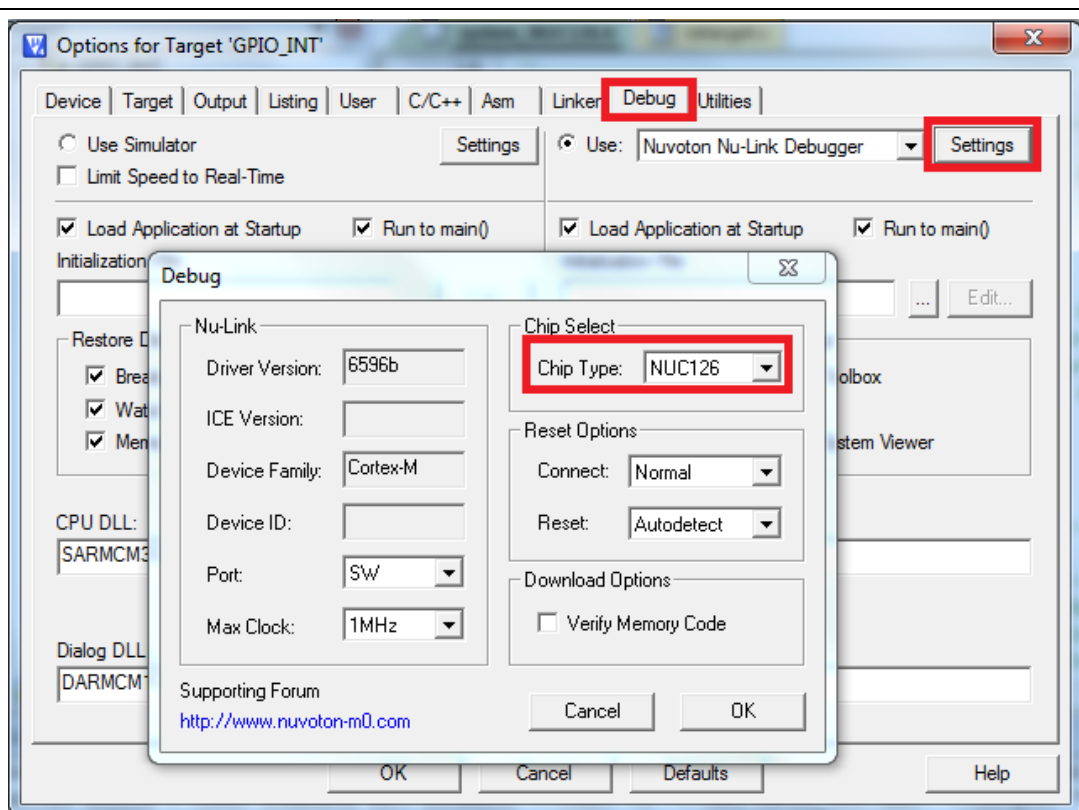 Options for Target 'GPIO_INT'
Device Target Output Listing User C/C++ Asm Linker Debug Utilities
Use Simulator Settings Use: Nuvoton Nu-Link Debugger Settings
Limit Speed to Real-Time
Load Application at Startup Run to main() Load Application at Startup Run to main()
Initialization
... Edit...
Debug
Nu-Link
Driver Version: 6596b
ICE Version:
Device Family: Cortex-M
Device ID:
Port: SW
Max Clock: 1MHz
Chip Select
Chip Type: NUC126
Reset Options
Connect: Normal
Reset: Autodetect
Download Options
Verify Memory Code
Supporting Forum
http://www.nuvoton-m0.com
Cancel OK
Restore D
Brea
Wat
Mem
olbox
stem Viewer
CPU DLL:
SARMCM3
Dialog DLL
DARMCM1
OK Cancel Defaults Help